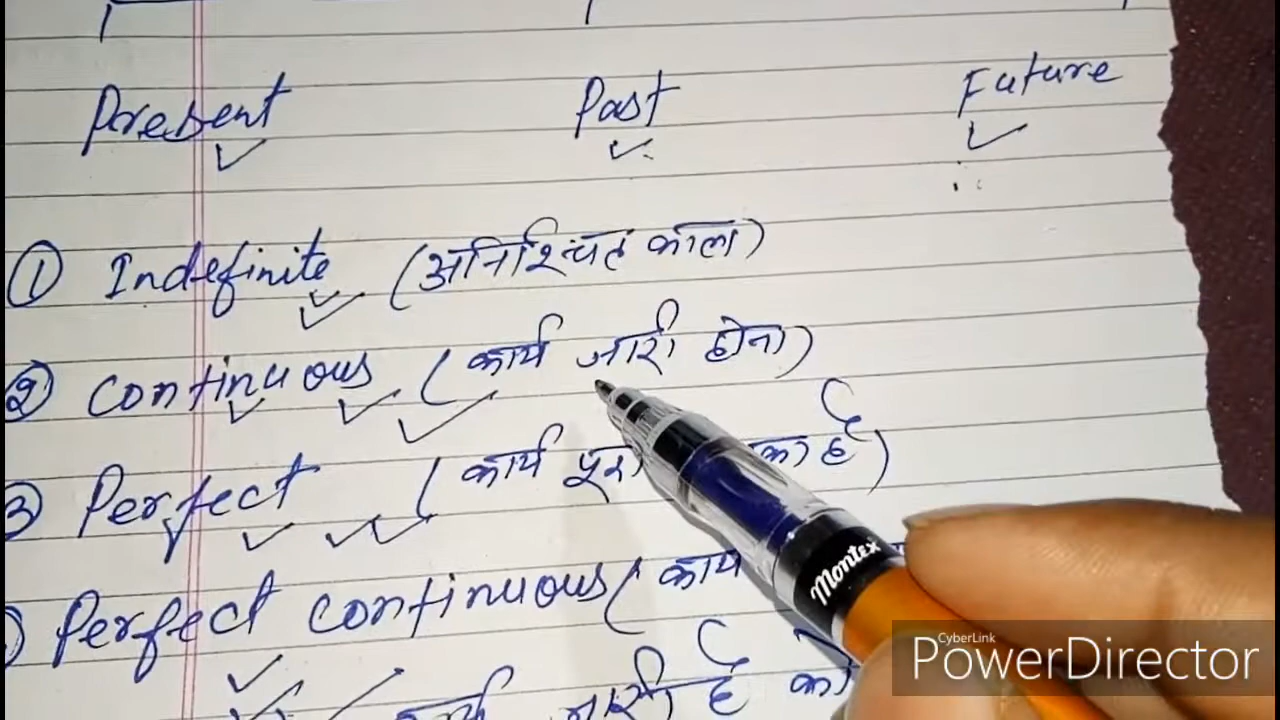 Present Past Future
① Indefinite (अनिश्चित काल)
② Continuous (कार्य जारी होना)
③ Perfect (कार्य पूरा का है)
Perfect continuous (कार्य
जारी है
Montex
CyberLink
PowerDirector